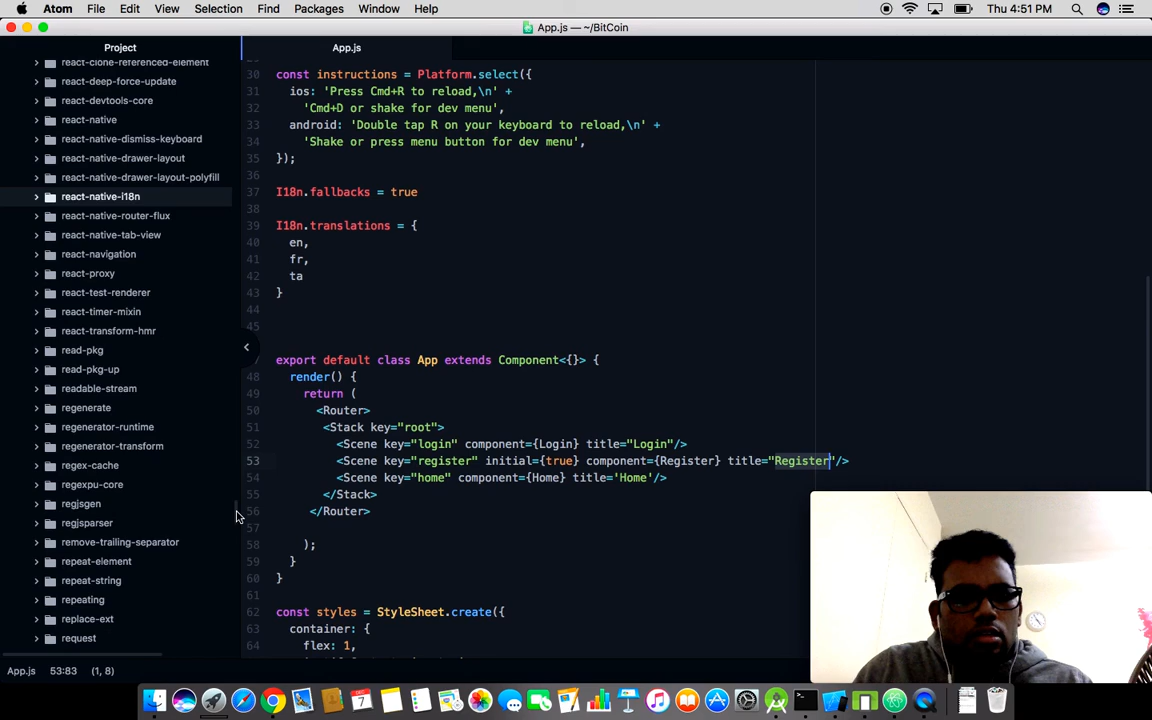 Atom File Edit View Selection Find Packages Window Help Thu 4:51 PM
App.js — ~/BitCoin
Project
App.js
react-clone-referenced-element
react-deep-force-update
react-devtools-core
react-native
react-native-dismiss-keyboard
react-native-drawer-layout
react-native-drawer-layout-polyfill
react-native-i18n
react-native-router-flux
react-native-tab-view
react-navigation
react-proxy
react-test-renderer
react-timer-mixin
react-transform-hmr
read-pkg
read-pkg-up
readable-stream
regenerate
regenerator-runtime
regenerator-transform
regex-cache
regexpu-core
regjsgen
regjsparser
remove-trailing-separator
repeat-element
repeat-string
repeating
replace-ext
request
30 const instructions = Platform.select({
31 ios: 'Press Cmd+R to reload,\n' +
32 'Cmd+D or shake for dev menu',
33 android: 'Double tap R on your keyboard to reload,\n' +
34 'Shake or press menu button for dev menu',
35 });
36
37 I18n.fallbacks = true
38
39 I18n.translations = {
40 en,
41 fr,
42 ta
43 }
44
45
export default class App extends Component<{}> {
48 render() {
49 return (
50 <Router>
51 <Stack key="root">
52 <Scene key="login" component={Login} title="Login"/>
53 <Scene key="register" initial={true} component={Register} title="Register"/>
54 <Scene key="home" component={Home} title='Home'/>
55 </Stack>
56 </Router>
57
58 );
59 }
60 }
62 const styles = StyleSheet.create({
63 container: {
64 flex: 1,
App.js 53:83 (1, 8)